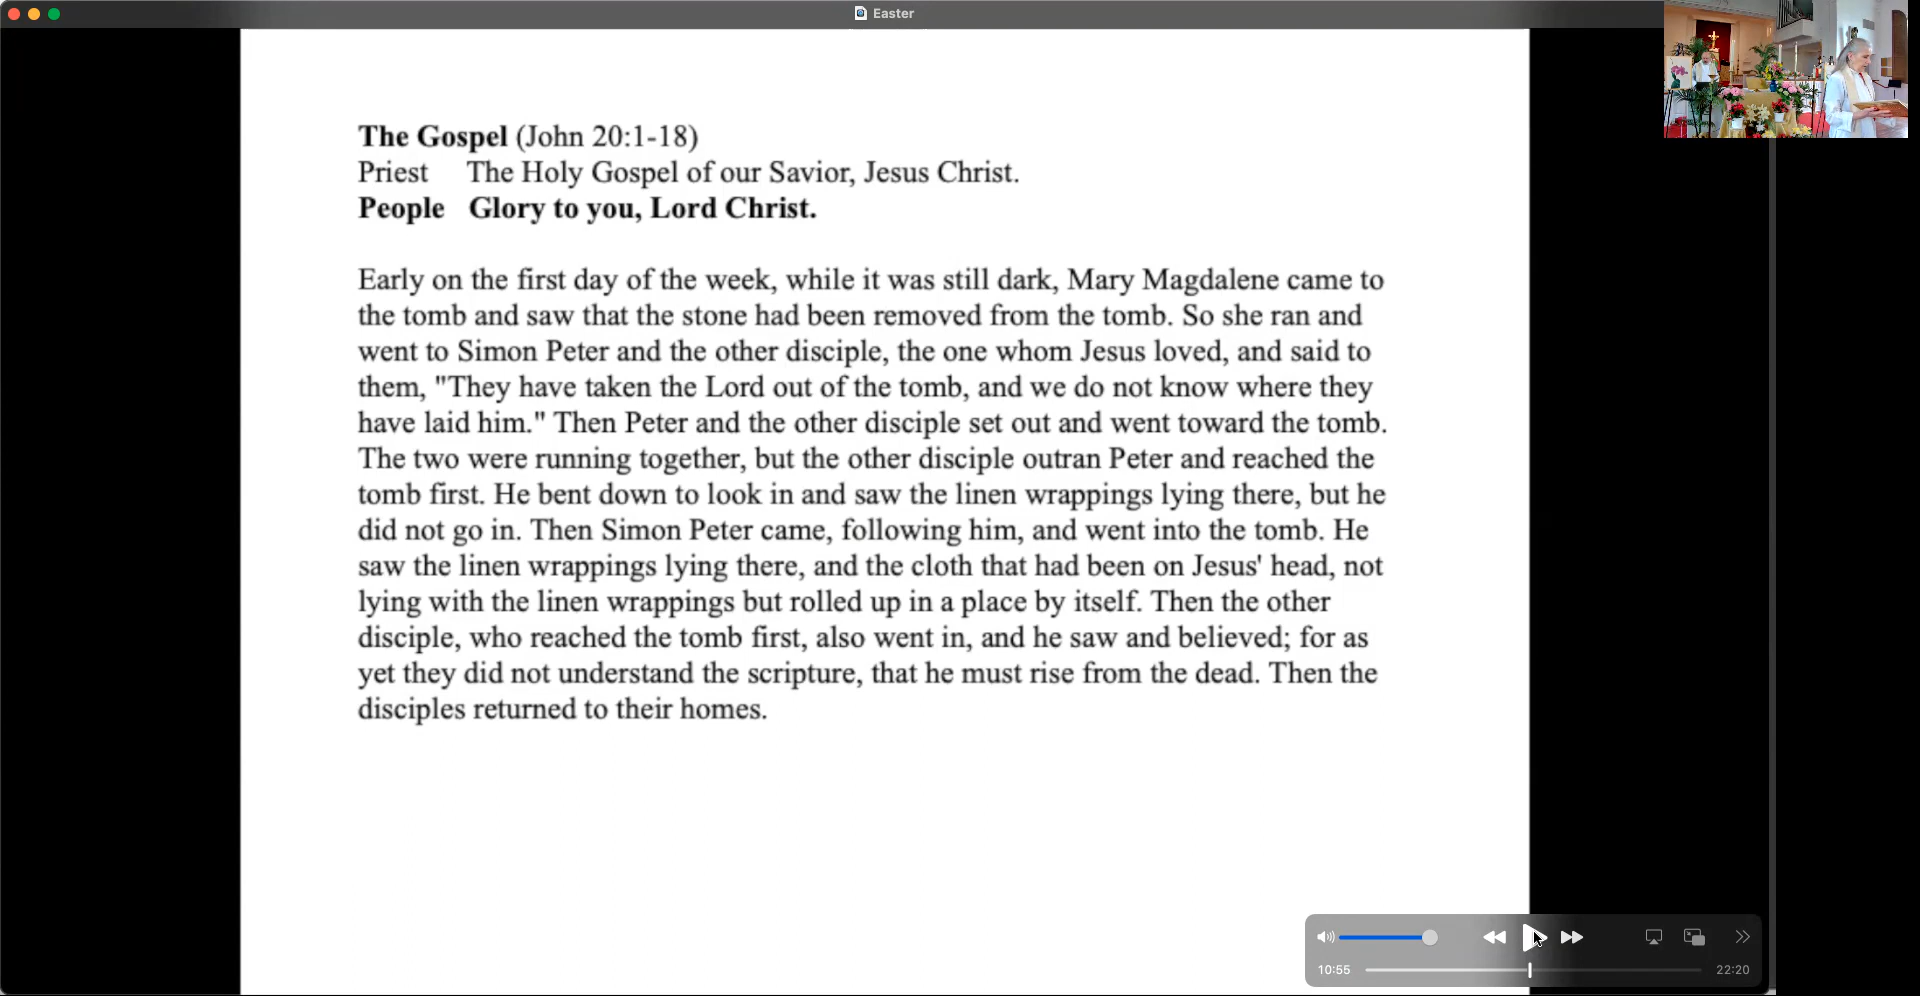 Easter
The Gospel (John 20:1-18)
Priest The Holy Gospel of our Savior, Jesus Christ.
People Glory to you, Lord Christ.
Early on the first day of the week, while it was still dark, Mary Magdalene came to
the tomb and saw that the stone had been removed from the tomb. So she ran and
went to Simon Peter and the other disciple, the one whom Jesus loved, and said to
them, "They have taken the Lord out of the tomb, and we do not know where they
have laid him." Then Peter and the other disciple set out and went toward the tomb.
The two were running together, but the other disciple outran Peter and reached the
tomb first. He bent down to look in and saw the linen wrappings lying there, but he
did not go in. Then Simon Peter came, following him, and went into the tomb. He
saw the linen wrappings lying there, and the cloth that had been on Jesus' head, not
lying with the linen wrappings but rolled up in a place by itself. Then the other
disciple, who reached the tomb first, also went in, and he saw and believed; for as
yet they did not understand the scripture, that he must rise from the dead. Then the
disciples returned to their homes.
10:55 22:20